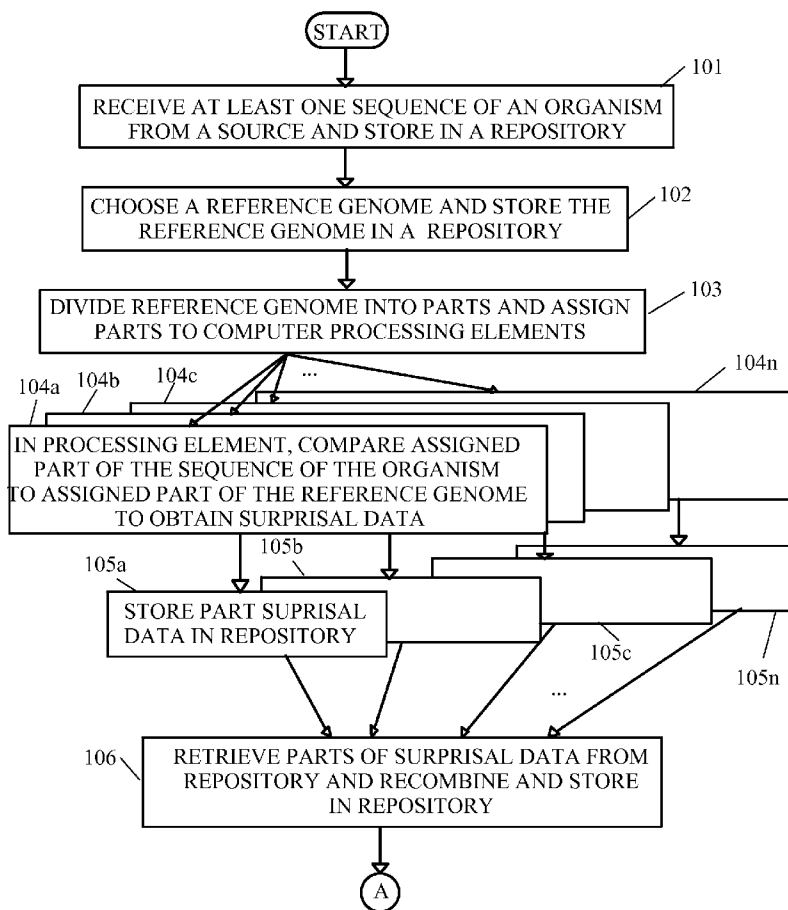 START
101
RECEIVE AT LEAST ONE SEQUENCE OF AN ORGANISM
FROM A SOURCE AND STORE IN A REPOSITORY
CHOOSE A REFERENCE GENOME AND STORE THE
REFERENCE GENOME IN A REPOSITORY
102
DIVIDE REFERENCE GENOME INTO PARTS AND ASSIGN
PARTS TO COMPUTER PROCESSING ELEMENTS
103
...
104a
104b
104c
104n
IN PROCESSING ELEMENT, COMPARE ASSIGNED
PART OF THE SEQUENCE OF THE ORGANISM
TO ASSIGNED PART OF THE REFERENCE GENOME
TO OBTAIN SURPRISAL DATA
105a
105b
STORE PART SUPRISAL
DATA IN REPOSITORY
105c
105n
...
106
RETRIEVE PARTS OF SURPRISAL DATA FROM
REPOSITORY AND RECOMBINE AND STORE
IN REPOSITORY
A